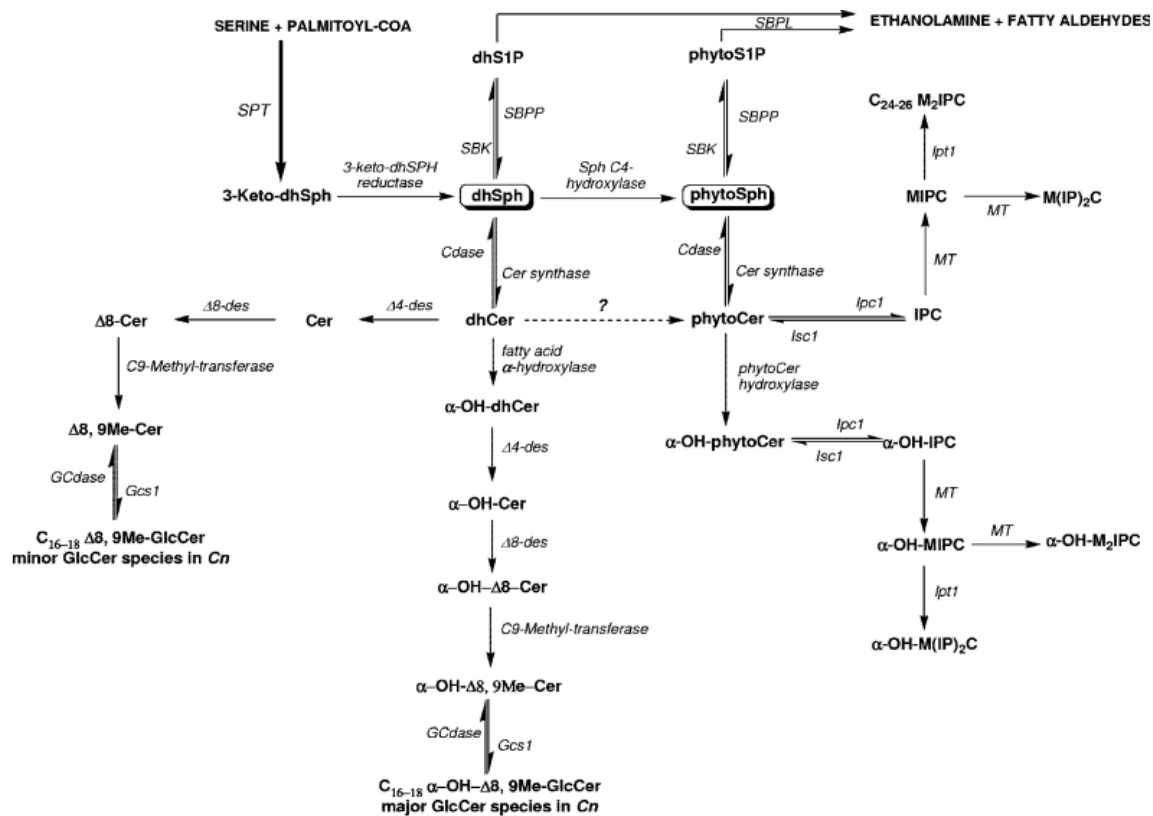 SERINE + PALMITOYL-COA
SBPL
ETHANOLAMINE + FATTY ALDEHYDES
dhS1P
phytoS1P
C24-26 M2IPC
SPT
SBPP
SBPP
SBK
SBK
Ipt1
3-keto-dhSPH
reductase
Sph C4-
hydroxylase
3-Keto-dhSph
dhSph
phytoSph
MIPC
M(IP)2C
MT
Cdase
Cer synthase
Cdase
Cer synthase
MT
Δ8-des
Δ4-des
?
Ipc1
Δ8-Cer
Cer
dhCer
phytoCer
IPC
Isc1
C9-Methyl-transferase
fatty acid
α-hydroxylase
phytoCer
hydroxylase
α-OH-dhCer
Δ8, 9Me-Cer
Ipc1
α-OH-phytoCer
α-OH-IPC
Isc1
Δ4-des
GCdase
Gcs1
MT
α–OH-Cer
C16–18 Δ8, 9Me-GlcCer
minor GlcCer species in Cn
Δ8-des
α-OH-MIPC
MT
α-OH-M2IPC
α–OH–Δ8–Cer
Ipt1
C9-Methyl-transferase
α-OH-M(IP)2C
α–OH-Δ8, 9Me–Cer
GCdase
Gcs1
C16–18 α–OH–Δ8, 9Me-GlcCer
major GlcCer species in Cn